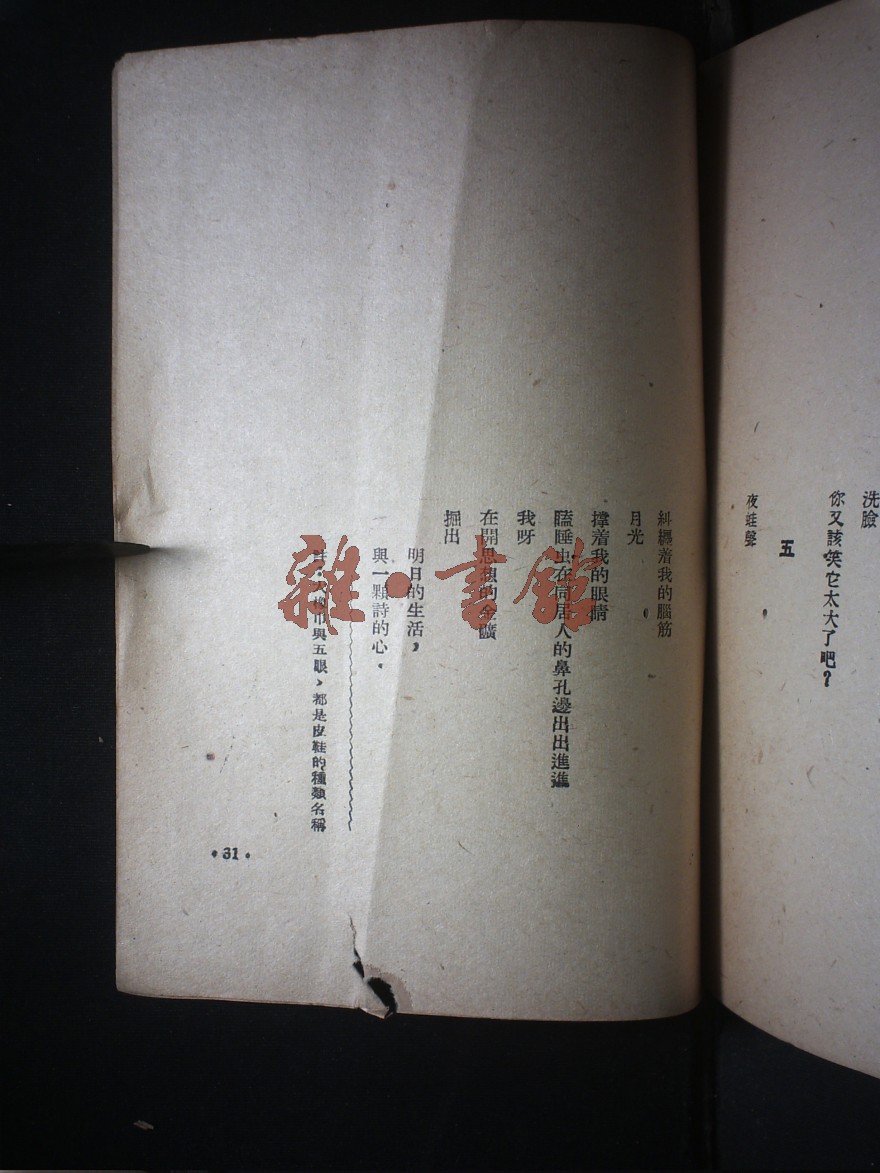 洗臉
你又該笑它太大了吧?
五
夜蛙聲
糾纒着我的腦筋
月光
撑着我的眼睛
瞌睡虫在同居人的鼻孔邊出出進進
我呀
在開思想的金礦
掘出
明日的生活,
與一顆詩的心。
巾與五眼,都是皮鞋的種類名稱
•31•
雜·書館